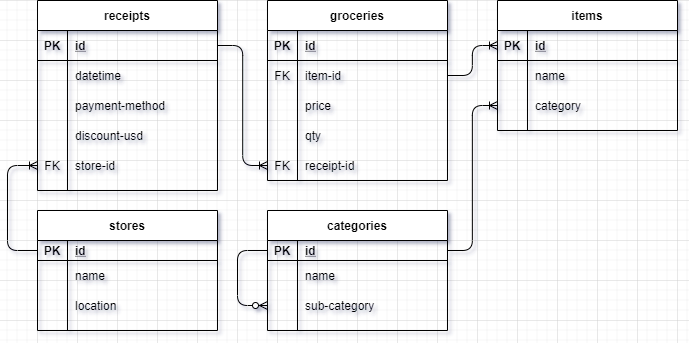 receipts
PK id
datetime
payment-method
discount-usd
FK store-id
groceries
PK id
FK item-id
price
qty
FK receipt-id
items
PK id
name
category
stores
PK id
name
location
categories
PK id
name
sub-category